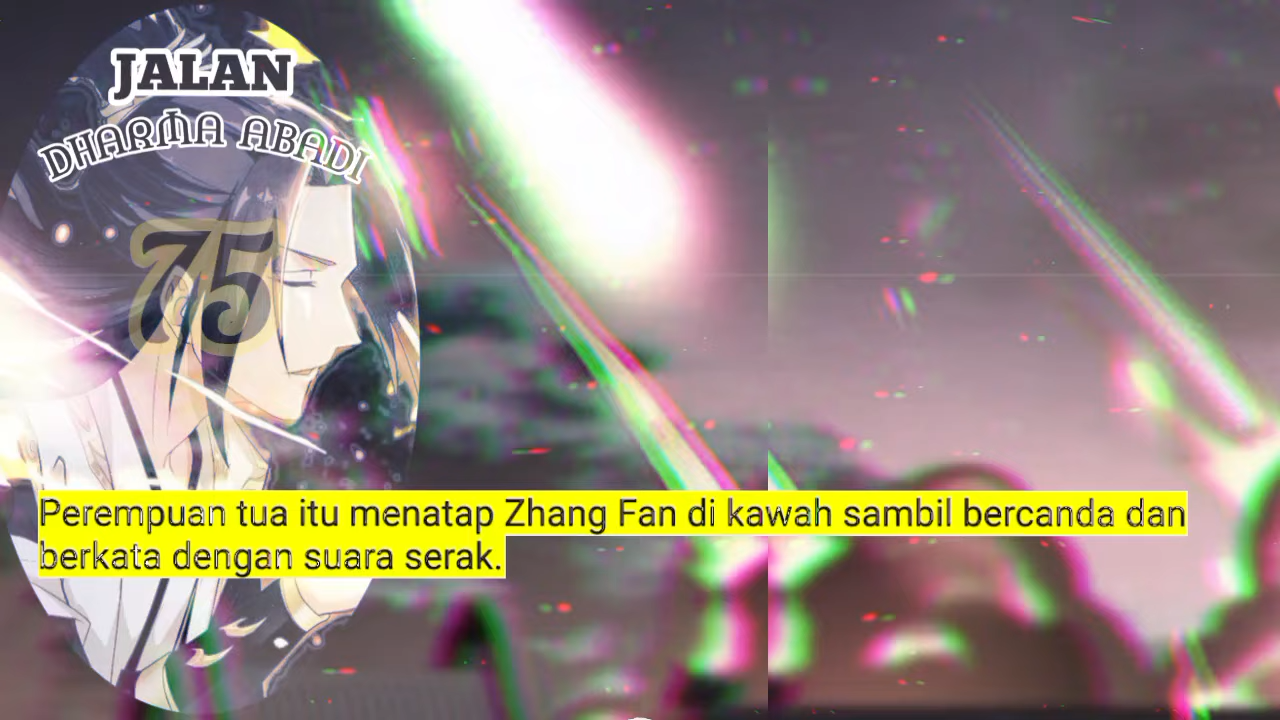 JALAN
DHARMA ABADI
75
Perempuan tua itu menatap Zhang Fan di kawah sambil bercanda dan
berkata dengan suara serak.